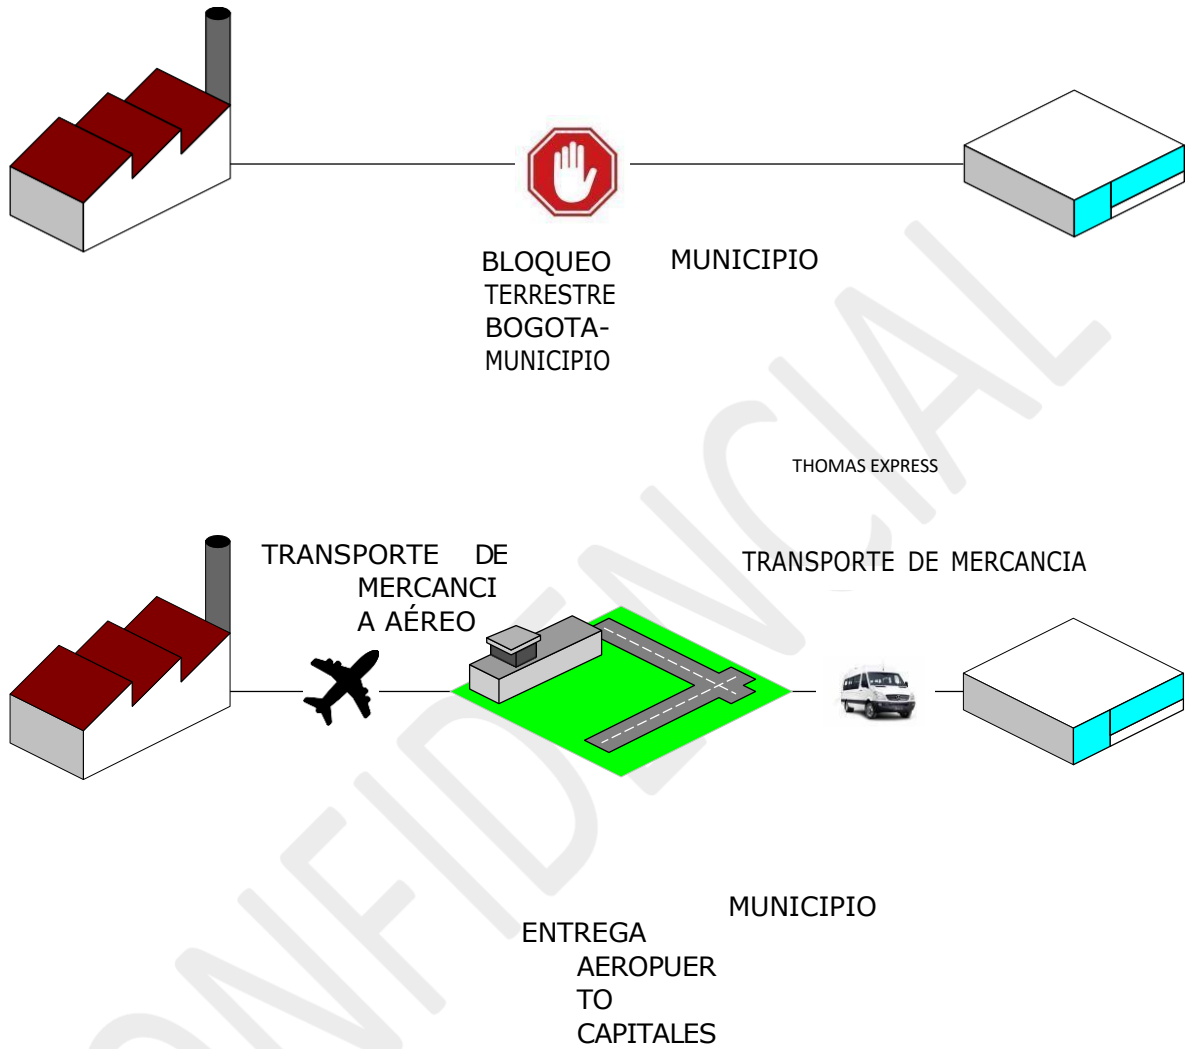 BLOQUEO MUNICIPIO
TERRESTRE
BOGOTA-
MUNICIPIO
THOMAS EXPRESS
TRANSPORTE DE
MERCANCI
A AÉREO
TRANSPORTE DE MERCANCIA
MUNICIPIO
ENTREGA
AEROPUER
TO
CAPITALES
CONFIDENCIAL